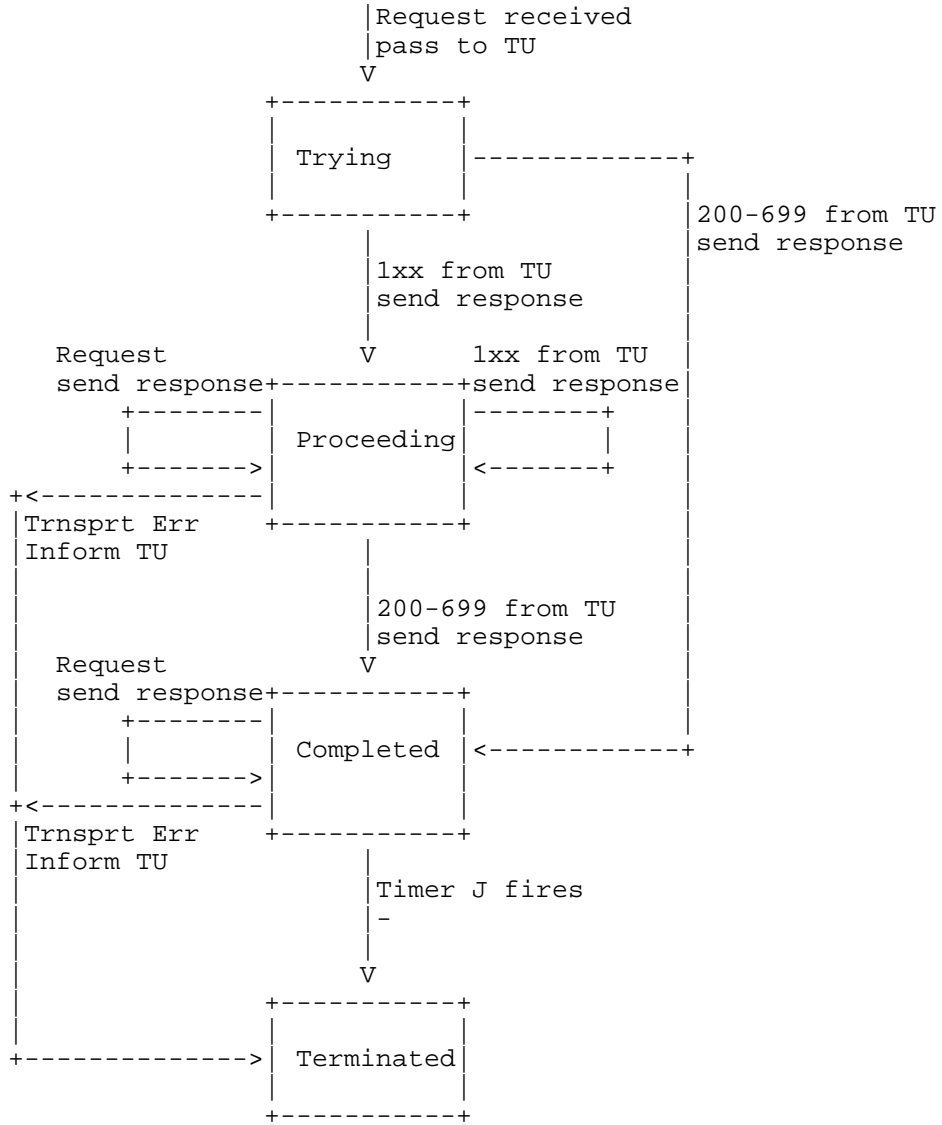 Request received
pass to TU
Trying
200-699 from TU
send response
1xx from TU
send response
Request
send response
1xx from TU
send response
Proceeding
Trnsprt Err
Inform TU
200-699 from TU
send response
Request
send response
Completed
Trnsprt Err
Inform TU
Timer J fires
-
Terminated